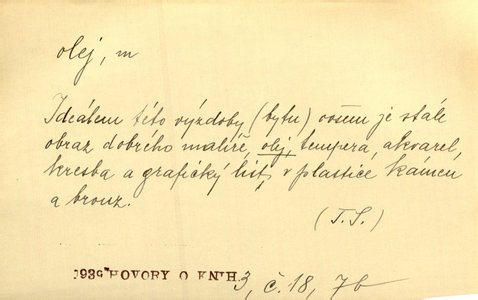 olej, m
Ideálem této výzdoby (bytu) ovšem je stále
obraz dobrého malíře, olej, tempera, akvarel,
kresba a grafický list, v plastice kámen
a bronz.
(T.S.)
1939 HOVORY O KNIH. 3, č. 18, 7b